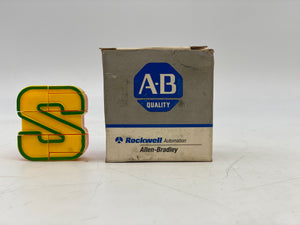 S
A-B
QUALITY
Rockwell Automation
Allen-Bradley